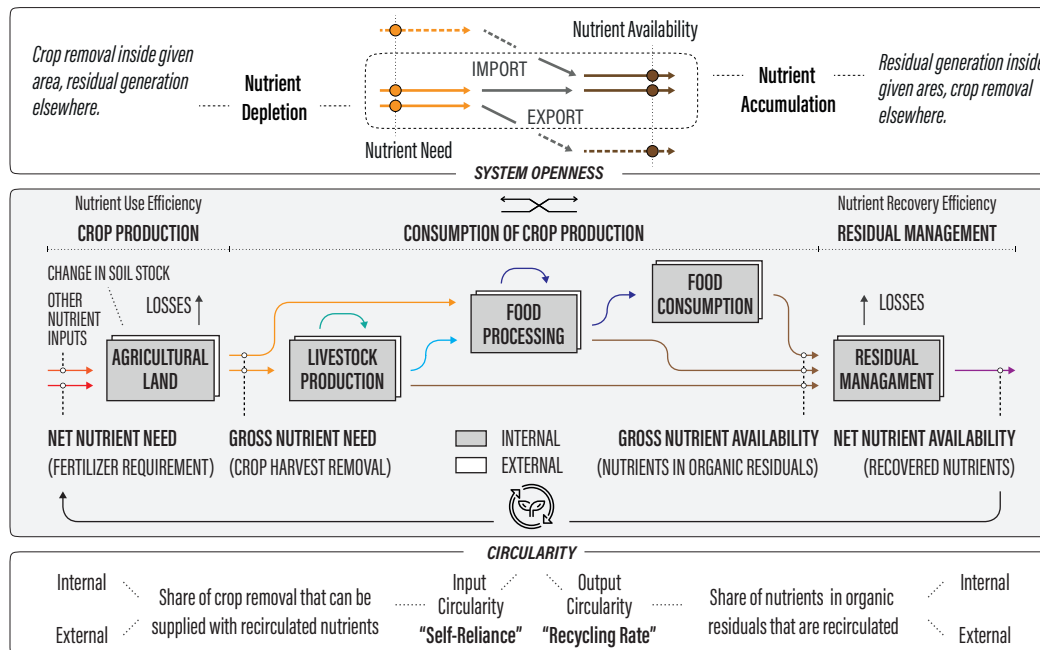 Nutrient Availability
Crop removal inside given
area, residual generation
elsewhere.
Nutrient
Depletion
IMPORT
EXPORT
Nutrient Need
Nutrient
Accumulation
Residual generation inside
given ares, crop removal
elsewhere.
SYSTEM OPENNESS
Nutrient Use Efficiency
CROP PRODUCTION
CONSUMPTION OF CROP PRODUCTION
Nutrient Recovery Efficiency
RESIDUAL MANAGEMENT
CHANGE IN SOIL STOCK
OTHER
NUTRIENT
INPUTS
LOSSES
AGRICULTURAL
LAND
LIVESTOCK
PRODUCTION
FOOD
PROCESSING
FOOD
CONSUMPTION
LOSSES
RESIDUAL
MANAGAMENT
NET NUTRIENT NEED
(FERTILIZER REQUIREMENT)
GROSS NUTRIENT NEED
(CROP HARVEST REMOVAL)
INTERNAL
EXTERNAL
GROSS NUTRIENT AVAILABILITY
(NUTRIENTS IN ORGANIC RESIDUALS)
NET NUTRIENT AVAILABILITY
(RECOVERED NUTRIENTS)
CIRCULARITY
Internal
External
Share of crop removal that can be
supplied with recirculated nutrients
Input
Circularity
"Self-Reliance"
Output
Circularity
"Recycling Rate"
Share of nutrients in organic
residuals that are recirculated
Internal
External